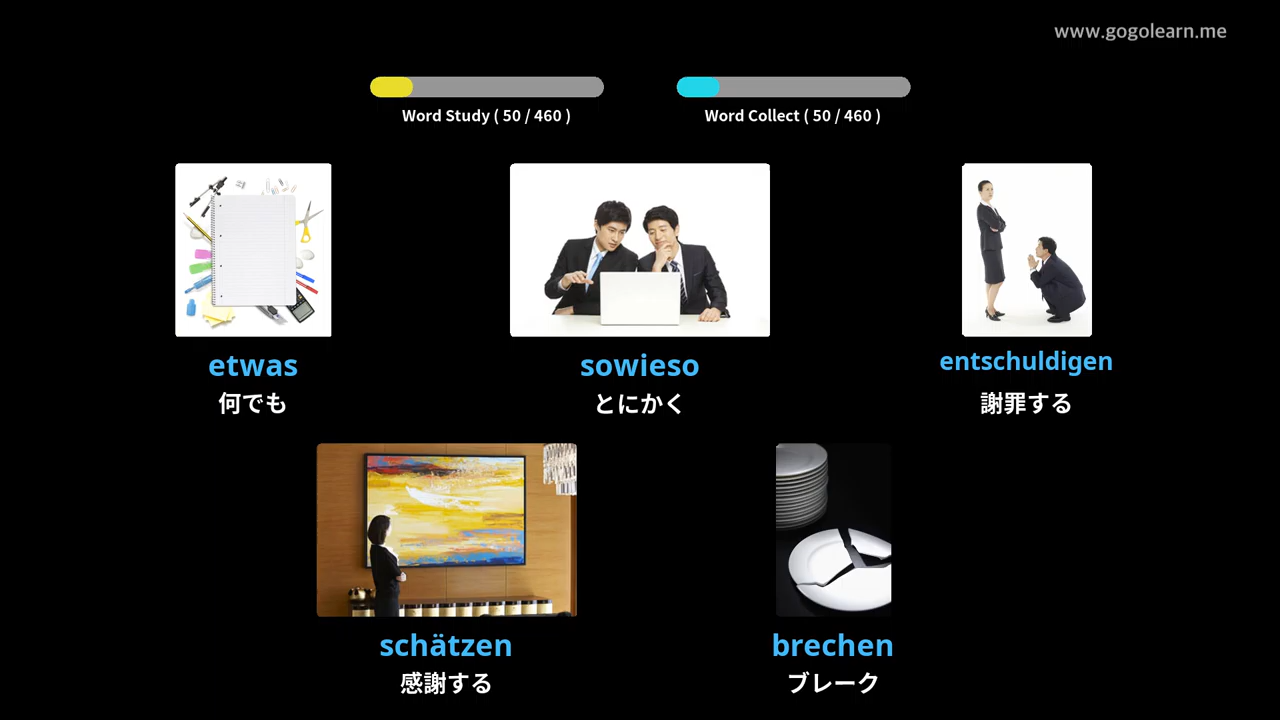 www.gogolearn.me
Word Study ( 50 / 460 )
Word Collect ( 50 / 460 )
etwas
何でも
sowieso
とにかく
entschuldigen
謝罪する
schätzen
感謝する
brechen
ブレーク